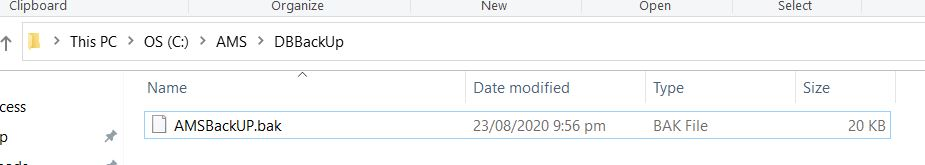 Clipboard Organize New Open Select
This PC > OS (C:) > AMS > DBBackUp
Name Date modified Type Size
cess
AMSBackUP.bak 23/08/2020 9:56 pm BAK File 20 KB
p